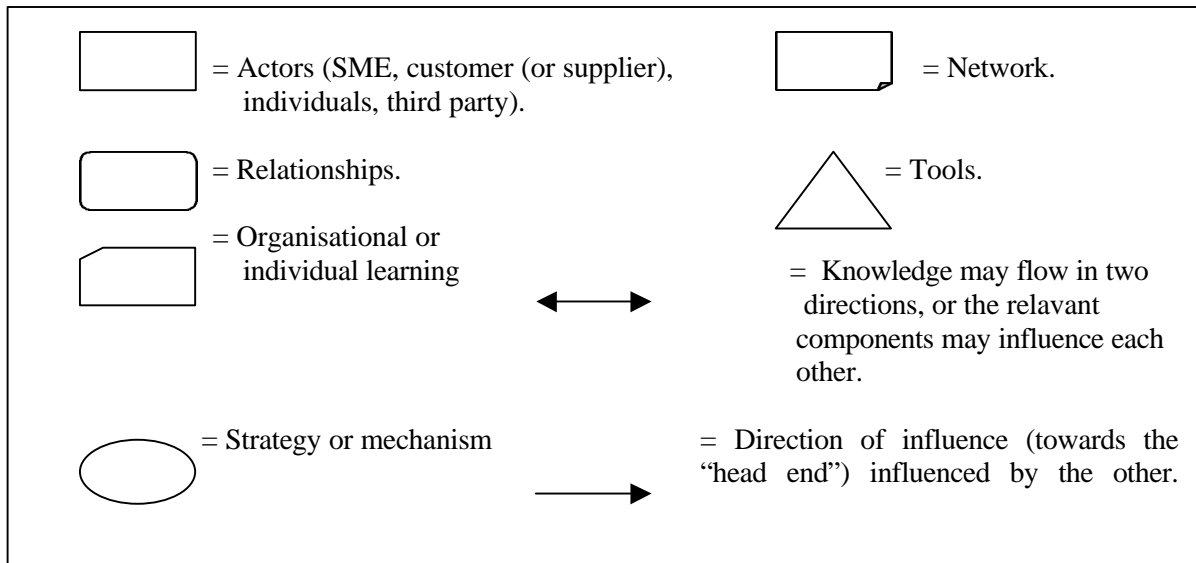 = Actors (SME, customer (or supplier),
individuals, third party).
= Network.
= Relationships.
= Tools.
= Organisational or
individual learning
= Knowledge may flow in two
directions, or the relavant
components may influence each
other.
= Strategy or mechanism
= Direction of influence (towards the
“head end”) influenced by the other.